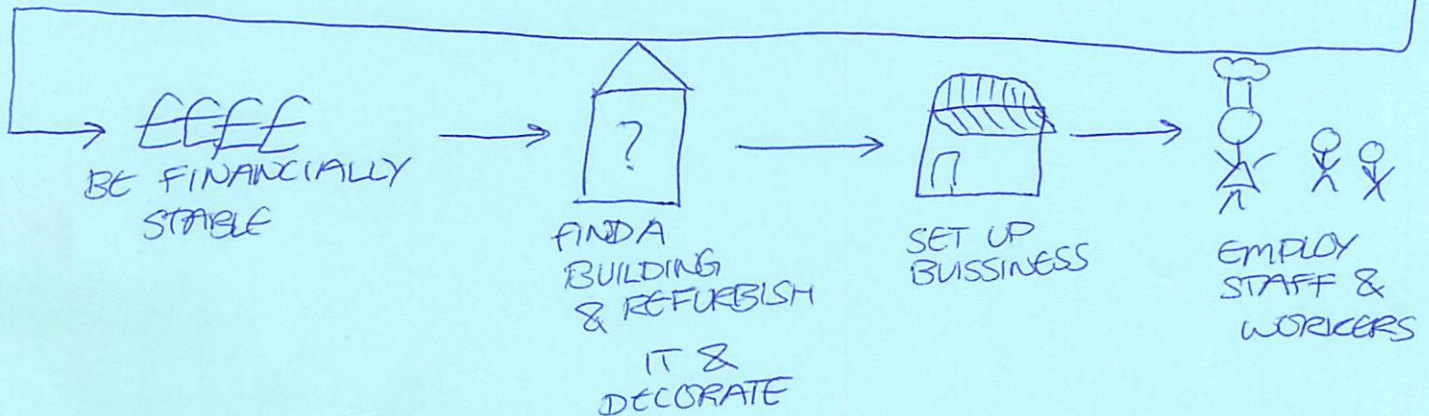 ££££
BE FINANCIALLY
STABLE
?
FIND A
BUILDING
& REFURBISH
IT &
DECORATE
SET UP
BUISSINESS
EMPLOY
STAFF &
WORKERS